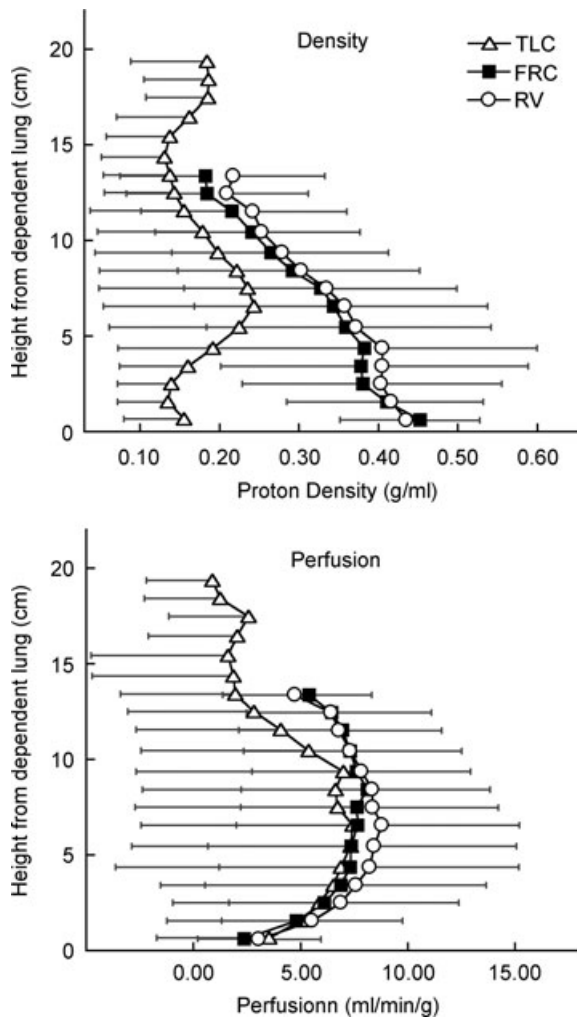 Density
TLC
FRC
RV
Height from dependent lung (cm)
20
15
10
5
0
0.10 0.20 0.30 0.40 0.50 0.60
Proton Density (g/ml)
Perfusion
Height from dependent lung (cm)
20
15
10
5
0
0.00 5.00 10.00 15.00
Perfusionn (ml/min/g)